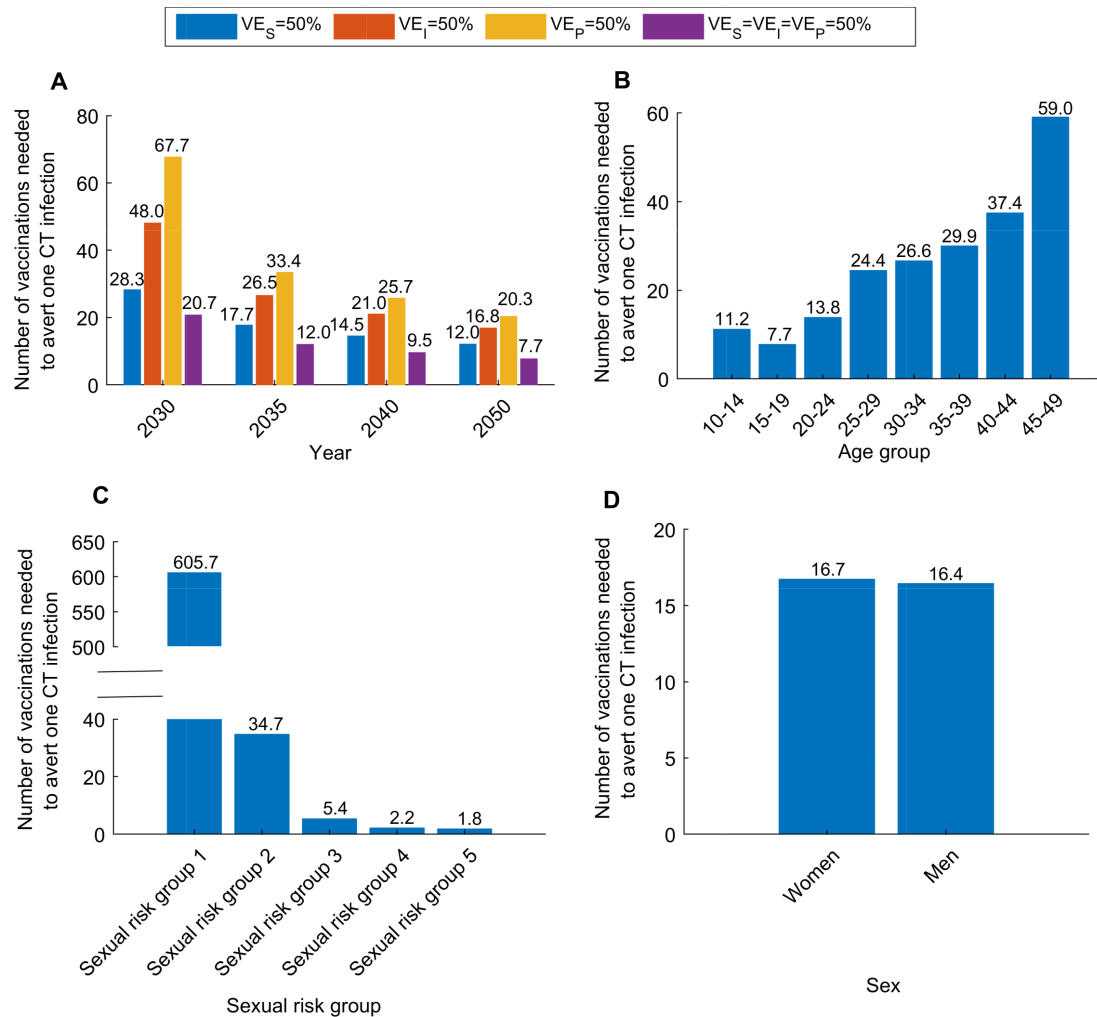 VE_S=50% VE_I=50% VE_P=50% VE_S=VE_I=VE_P=50%
A
Number of vaccinations needed
to avert one CT infection
80
60
40
20
0
28.3 48.0 67.7 20.7
17.7 26.5 33.4 12.0
14.5 21.0 25.7 9.5
12.0 16.8 20.3 7.7
2030 2035 2040 2050
Year
B
Number of vaccinations needed
to avert one CT infection
60
40
20
0
11.2 7.7 13.8 24.4 26.6 29.9 37.4 59.0
10-14 15-19 20-24 25-29 30-34 35-39 40-44 45-49
Age group
C
Number of vaccinations needed
to avert one CT infection
650
600
550
500
40
20
0
605.7 34.7 5.4 2.2 1.8
Sexual risk group 1
Sexual risk group 2
Sexual risk group 3
Sexual risk group 4
Sexual risk group 5
Sexual risk group
D
Number of vaccinations needed
to avert one CT infection
20
15
10
5
0
16.7 16.4
Women Men
Sex